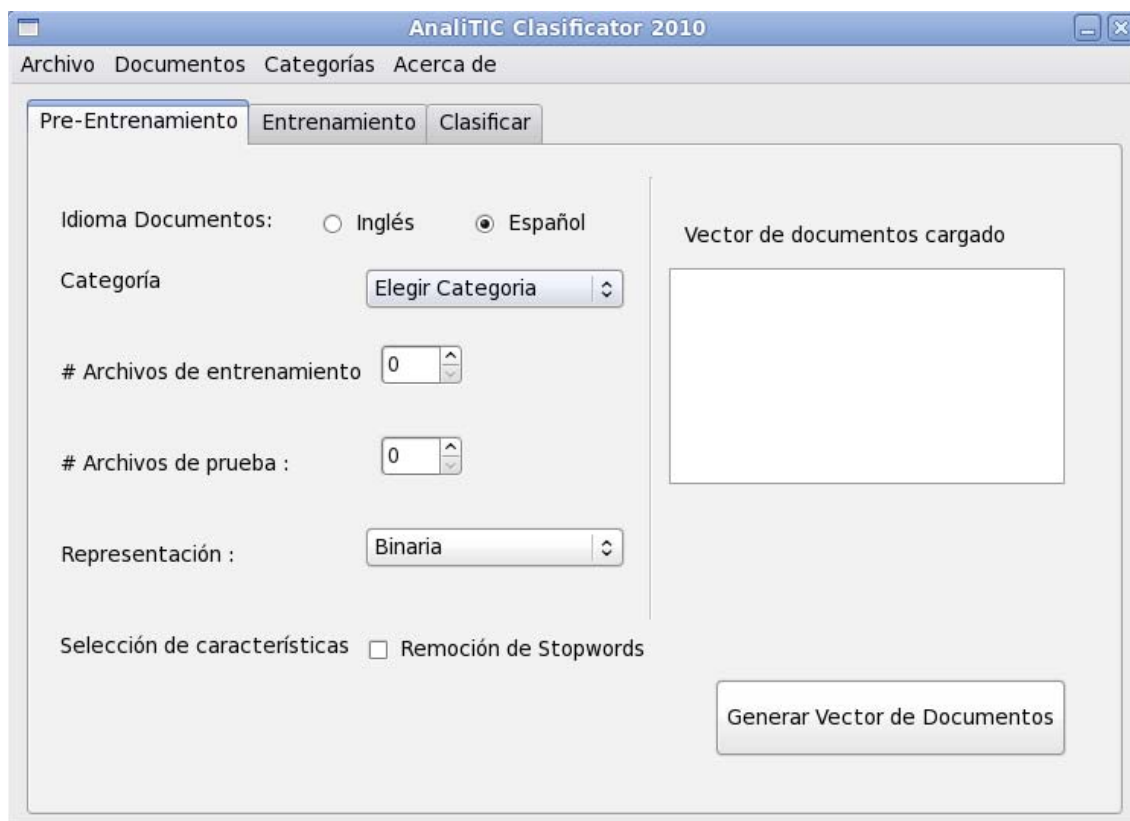 AnaliTIC Clasificator 2010
Archivo Documentos Categorías Acerca de
Pre-Entrenamiento Entrenamiento Clasificar
Idioma Documentos: Inglés Español
Vector de documentos cargado
Categoría Elegir Categoria
# Archivos de entrenamiento 0
# Archivos de prueba : 0
Representación : Binaria
Selección de características Remoción de Stopwords
Generar Vector de Documentos